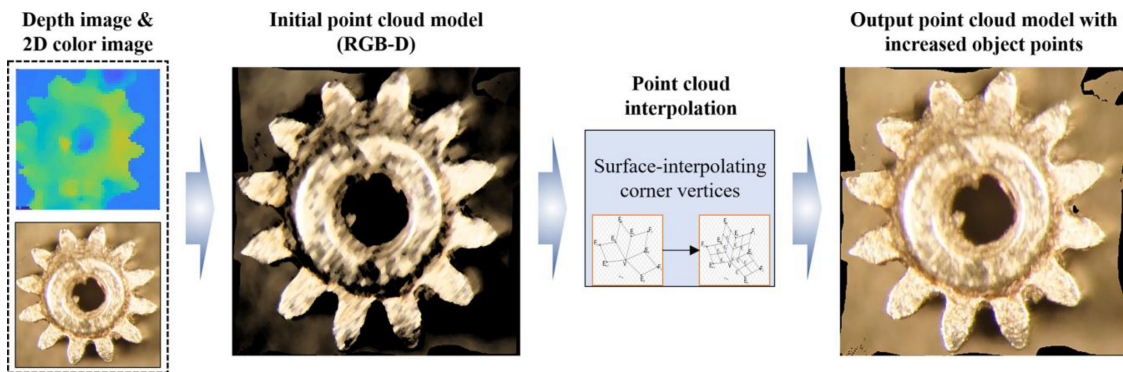 Depth image &
2D color image
Initial point cloud model
(RGB-D)
Point cloud
interpolation
Surface-interpolating
corner vertices
Output point cloud model with
increased object points